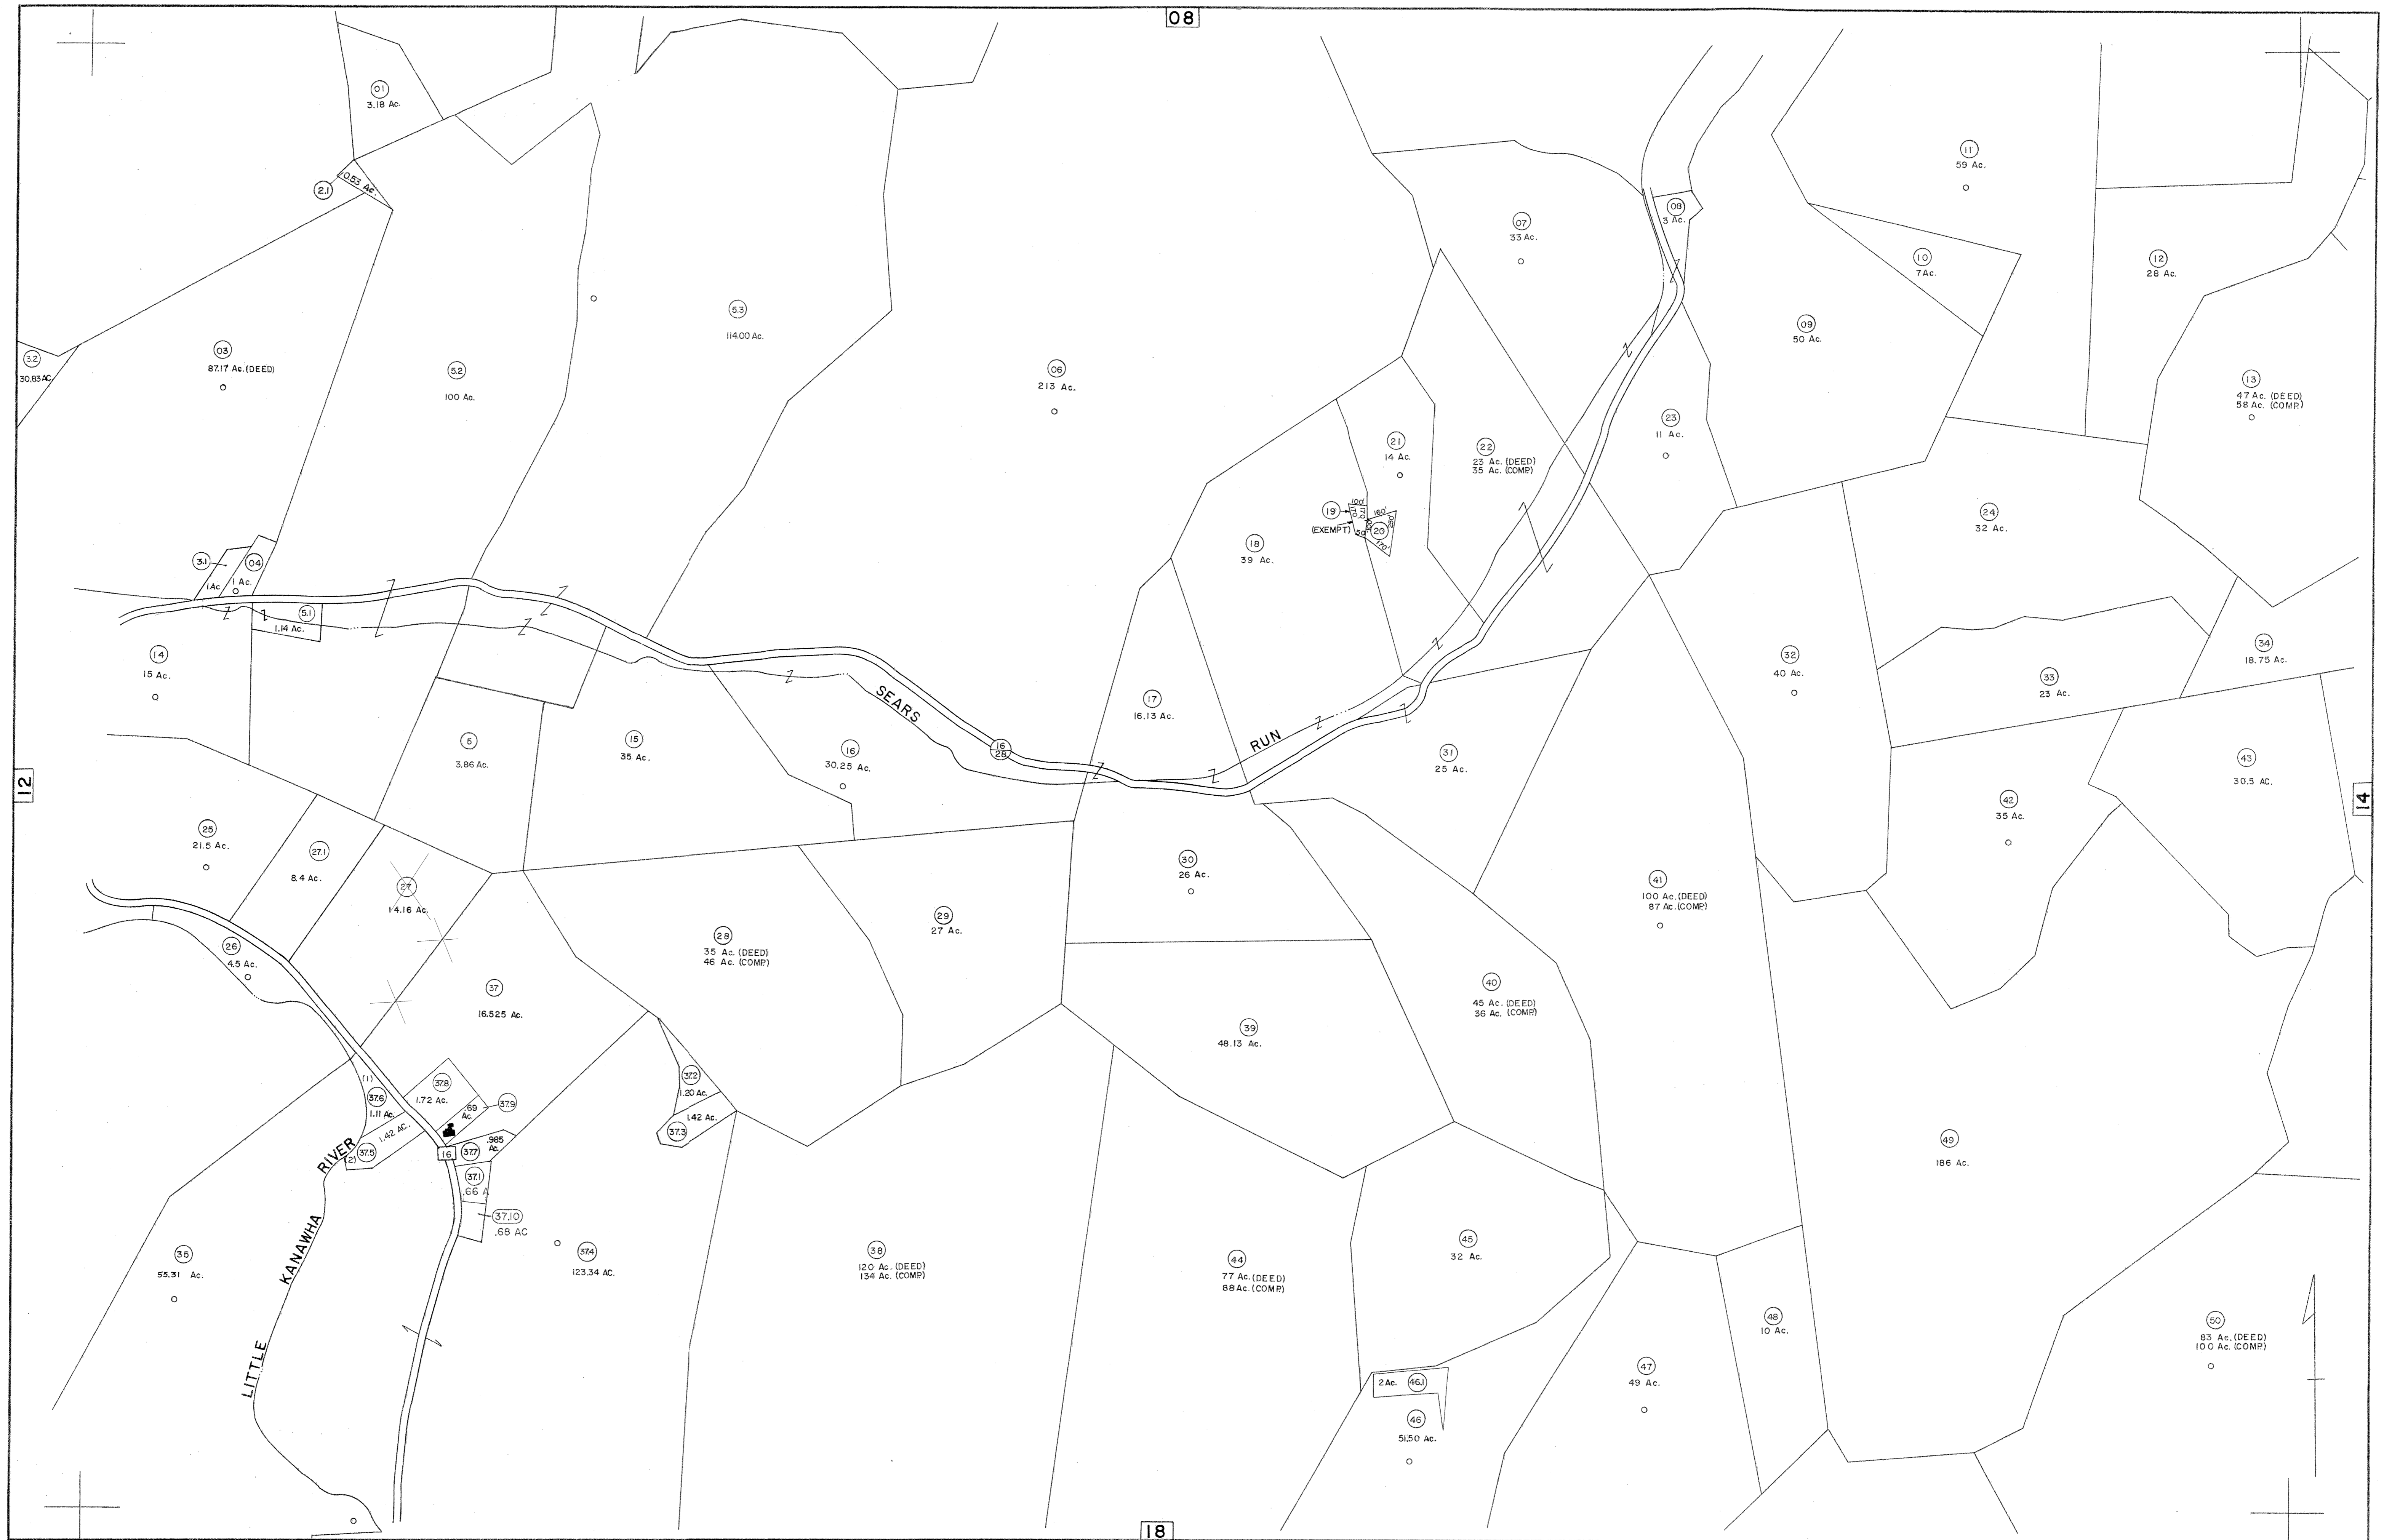 08
01
3.18 Ac.
2.1
0.53 Ac.
11
59 Ac.
07
33 Ac.
08
3 Ac.
10
7 Ac.
12
28 Ac.
5.3
114.00 Ac.
09
50 Ac.
3.2
30.83 AC.
03
87.17 Ac. (DEED)
5.2
100 Ac.
06
213 Ac.
13
47 Ac. (DEED)
58 Ac. (COMP.)
23
11 Ac.
21
14 Ac.
22
23 Ac. (DEED)
35 Ac. (COMP.)
19
(EXEMPT)
100'
170'
170'
50'
100'
160'
250'
170'
20
24
32 Ac.
18
39 Ac.
3.1
1 Ac.
04
1 Ac.
5.1
1.14 Ac.
14
15 Ac.
34
18.75 Ac.
32
40 Ac.
33
23 Ac.
17
16.13 Ac.
SEARS
RUN
16
28
5
3.86 Ac.
15
35 Ac.
16
30.25 Ac.
31
25 Ac.
43
30.5 AC.
12
14
42
35 Ac.
25
21.5 Ac.
27.1
8.4 Ac.
27
14.16 Ac.
30
26 Ac.
41
100 Ac. (DEED)
87 Ac. (COMP.)
29
27 Ac.
28
35 Ac. (DEED)
46 Ac. (COMP.)
26
4.5 Ac.
37
16.525 Ac.
40
45 Ac. (DEED)
36 Ac. (COMP.)
39
48.13 Ac.
(1)
37.6
1.11 Ac.
37.8
1.72 Ac.
.69
Ac.
37.9
37.2
1.20 Ac.
1.42 Ac.
37.3
1.42 AC.
37.5
(2)
16
37.7
.985
Ac.
37.1
.66 A
37.10
.68 AC
49
186 Ac.
RIVER
KANAWHA
LITTLE
35
55.31 Ac.
37.4
123.34 AC.
38
120 Ac. (DEED)
134 Ac. (COMP.)
44
77 Ac. (DEED)
88 Ac. (COMP.)
45
32 Ac.
48
10 Ac.
50
83 Ac. (DEED)
100 Ac. (COMP.)
47
49 Ac.
2 Ac.
46.1
46
51.50 Ac.
18